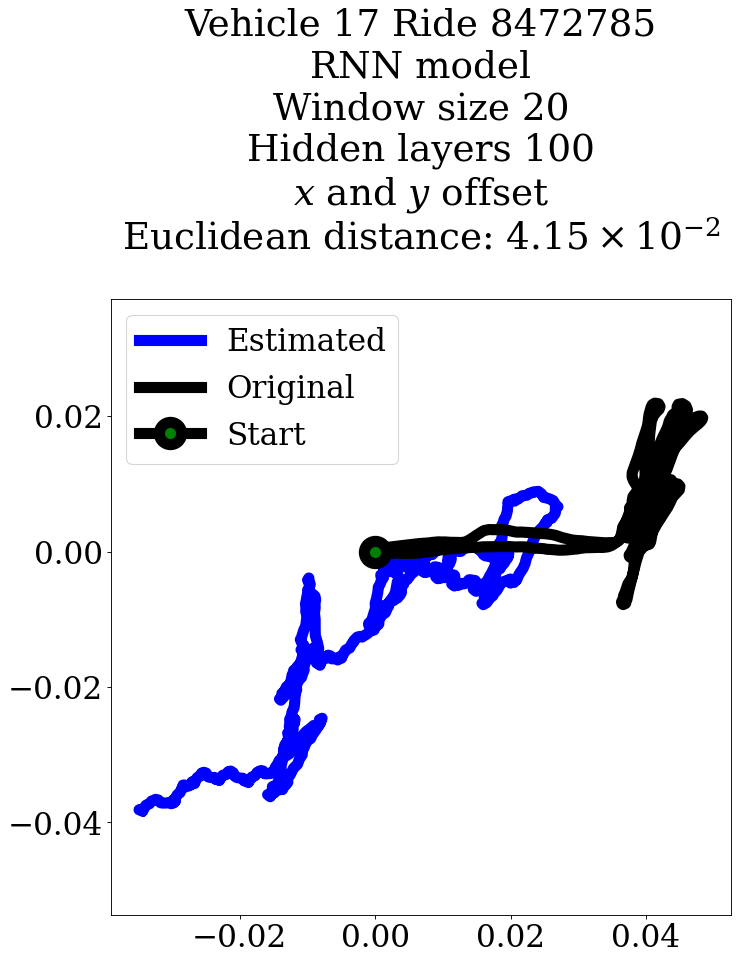 Vehicle 17 Ride 8472785
RNN model
Window size 20
Hidden layers 100
x and y offset
Euclidean distance: 4.15 × 10⁻²
Estimated
Original
Start
0.02
0.00
−0.02
−0.04
−0.02 0.00 0.02 0.04